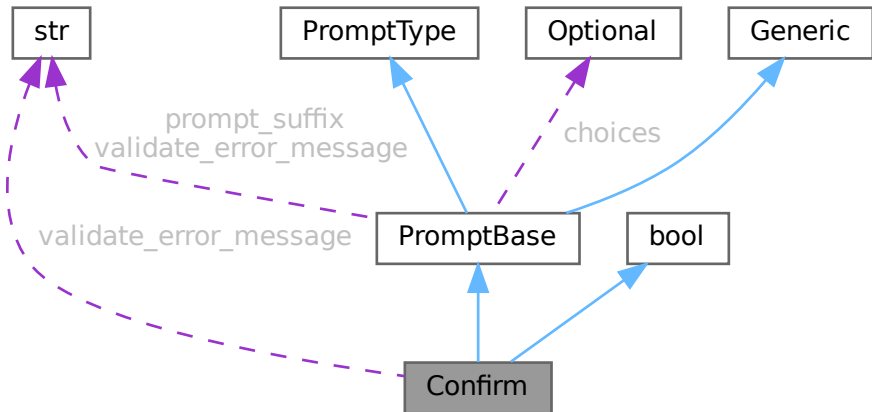 str
PromptType
Optional
Generic
prompt_suffix
validate_error_message
choices
validate_error_message
PromptBase
bool
Confirm